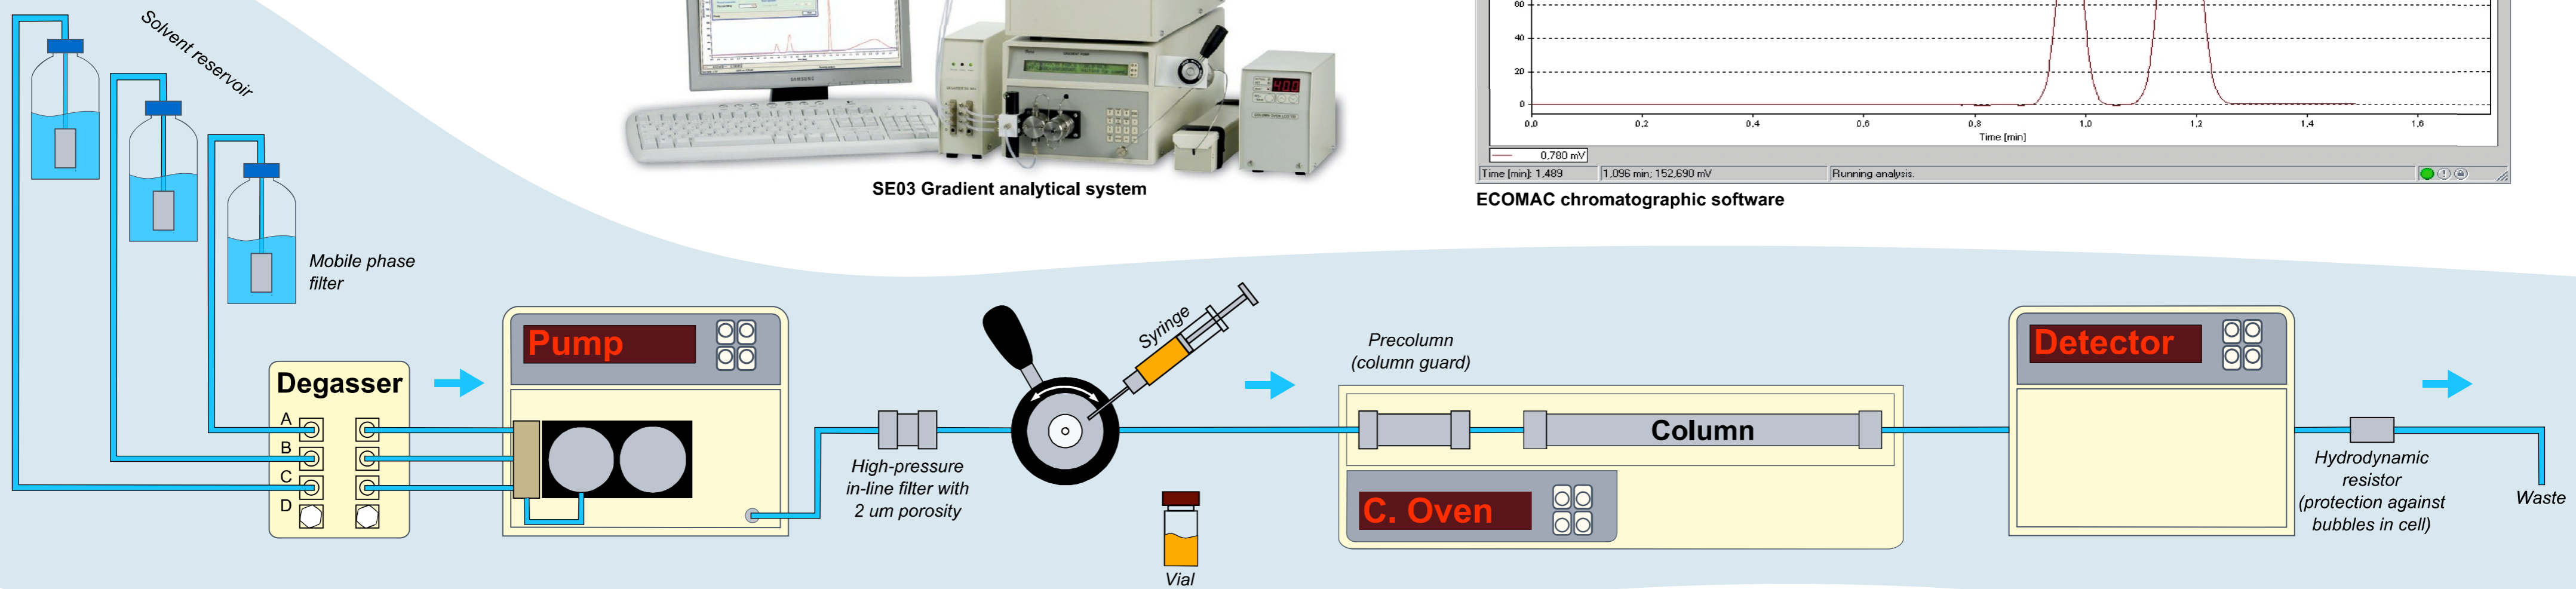 Solvent reservoir
SAMSUNG
400
SE03 Gradient analytical system
60
40
20
0
0,0 0,2 0,4 0,6 0,8 1,0 1,2 1,4 1,6
Time [min]
0,780 mV
Time [min]: 1,489 1,096 min; 152,690 mV Running analysis.
ECOMAC chromatographic software
Mobile phase
filter
Degasser
A
B
C
D
Pump
High-pressure
in-line filter with
2 um porosity
Syringe
Vial
Precolumn
(column guard)
Column
C. Oven
Detector
Hydrodynamic
resistor
(protection against
bubbles in cell)
Waste